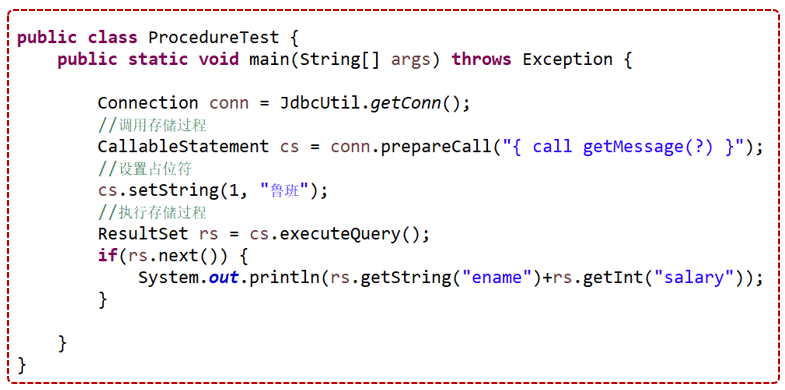 public class ProcedureTest {
public static void main(String[] args) throws Exception {
Connection conn = JdbcUtil.getConn();
//调用存储过程
CallableStatement cs = conn.prepareCall("{ call getMessage(?) }");
//设置占位符
cs.setString(1, "鲁班");
//执行存储过程
ResultSet rs = cs.executeQuery();
if(rs.next()) {
System.out.println(rs.getString("ename")+rs.getInt("salary"));
}
}
}